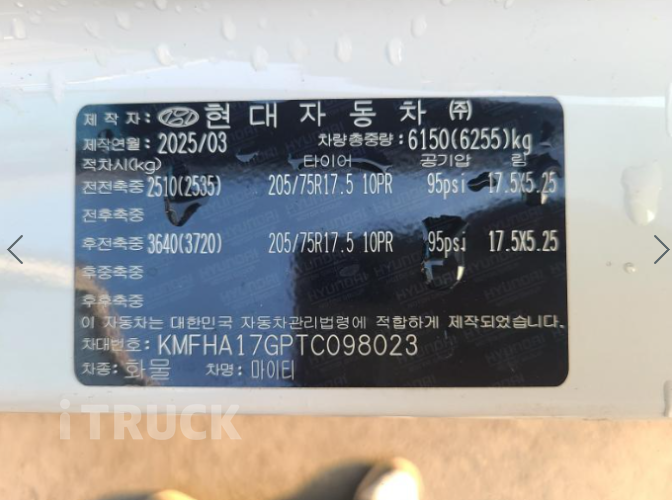 제 작 자: 현 대 자 동 차 ㈜
제작연월: 2025/03 차량총중량: 6150(6255)kg
적차시(kg) 타이어 공기압 링
전전축중 2510(2535) 205/75R17.5 10PR 95psi 17.5X5.25
전후축중
후전축중 3640(3720) 205/75R17.5 10PR 95psi 17.5X5.25
후중축중
후후축중
이 자동차는 대한민국 자동차관리법령에 적합하게 제작되었습니다.
차대번호: KMFHA17GPTC098023
차종: 화물 차명: 마이티
iTRUCK